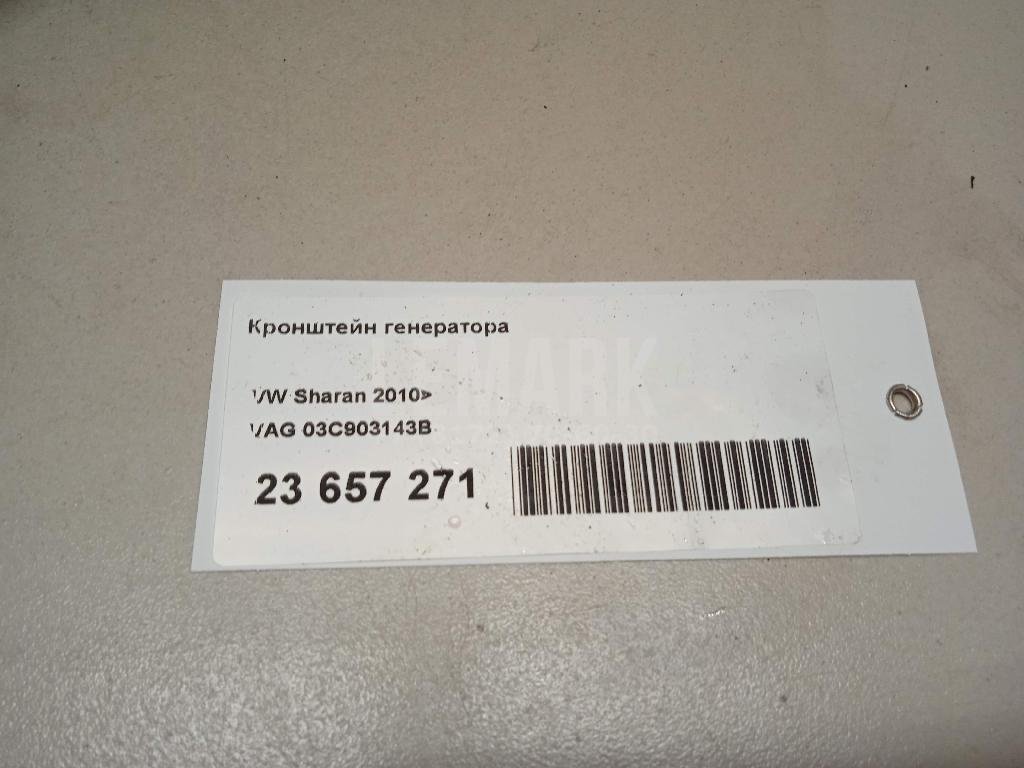 Кронштейн генератора
VW Sharan 2010>
VAG 03C903143B
23 657 271